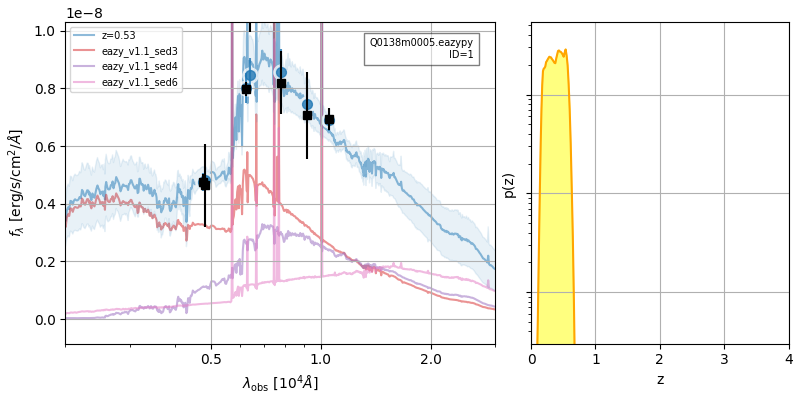 1e−8
z=0.53
eazy_v1.1_sed3
eazy_v1.1_sed4
eazy_v1.1_sed6
Q0138m0005.eazypy
ID=1
1.0
0.8
0.6
0.4
0.2
0.0
fλ [erg/s/cm²/Å]
0.5
1.0
2.0
λobs [10⁴Å]
p(z)
0
1
2
3
4
z